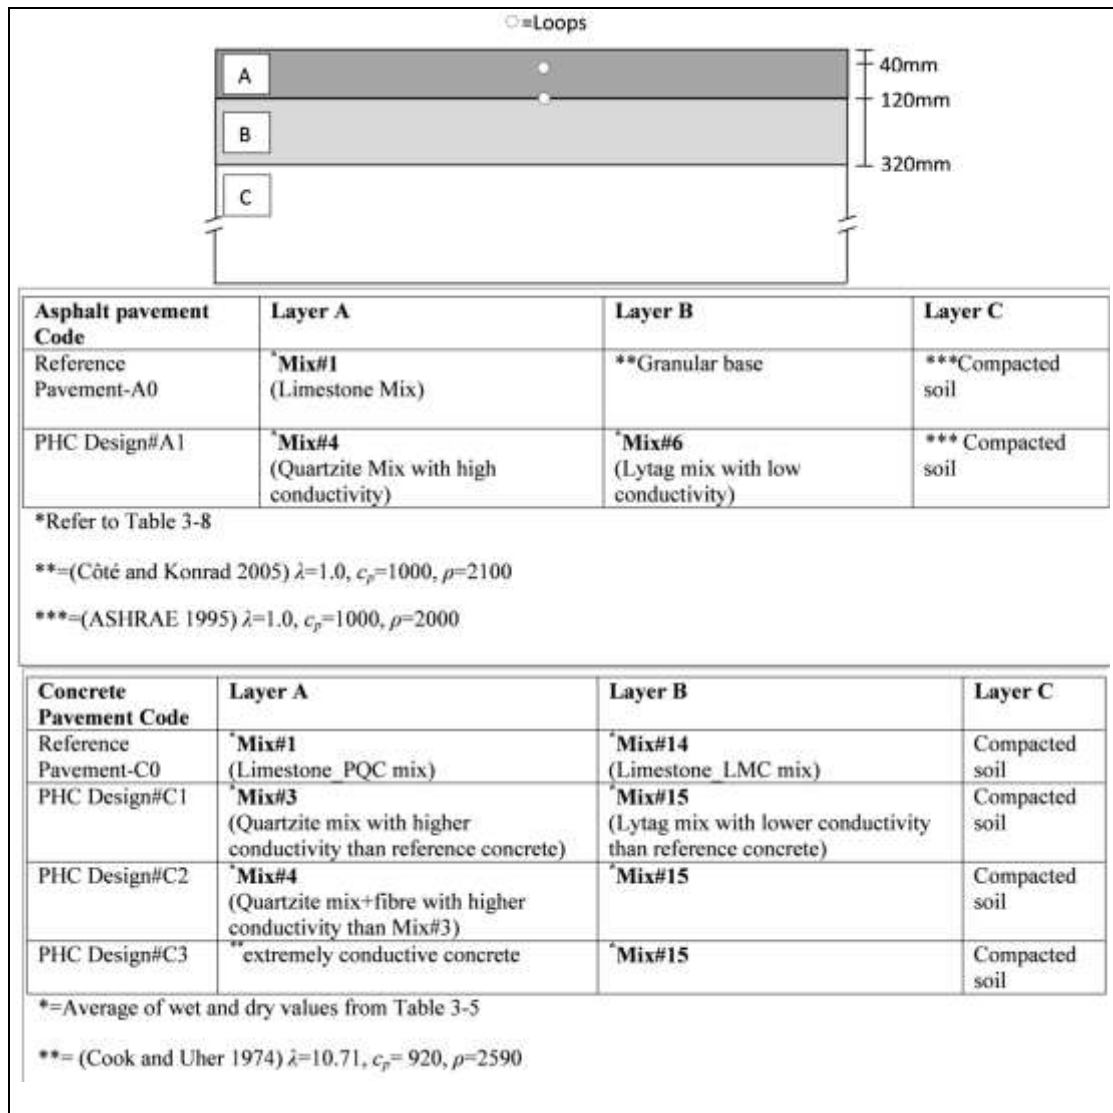 ○=Loops
A
40mm
120mm
B
320mm
C
Asphalt pavement
Code
Layer A
Layer B
Layer C
Reference
Pavement-A0
*Mix#1
(Limestone Mix)
**Granular base
***Compacted
soil
PHC Design#A1
*Mix#4
(Quartzite Mix with high
conductivity)
*Mix#6
(Lytag mix with low
conductivity)
*** Compacted
soil
*Refer to Table 3-8
**=(Côté and Konrad 2005) λ=1.0, cp=1000, ρ=2100
***=(ASHRAE 1995) λ=1.0, cp=1000, ρ=2000
Concrete
Pavement Code
Layer A
Layer B
Layer C
Reference
Pavement-C0
*Mix#1
(Limestone_PQC mix)
*Mix#14
(Limestone_LMC mix)
Compacted
soil
PHC Design#C1
*Mix#3
(Quartzite mix with higher
conductivity than reference concrete)
*Mix#15
(Lytag mix with lower conductivity
than reference concrete)
Compacted
soil
PHC Design#C2
*Mix#4
(Quartzite mix+fibre with higher
conductivity than Mix#3)
*Mix#15
Compacted
soil
PHC Design#C3
**extremely conductive concrete
*Mix#15
Compacted
soil
*=Average of wet and dry values from Table 3-5
**= (Cook and Uher 1974) λ=10.71, cp= 920, ρ=2590